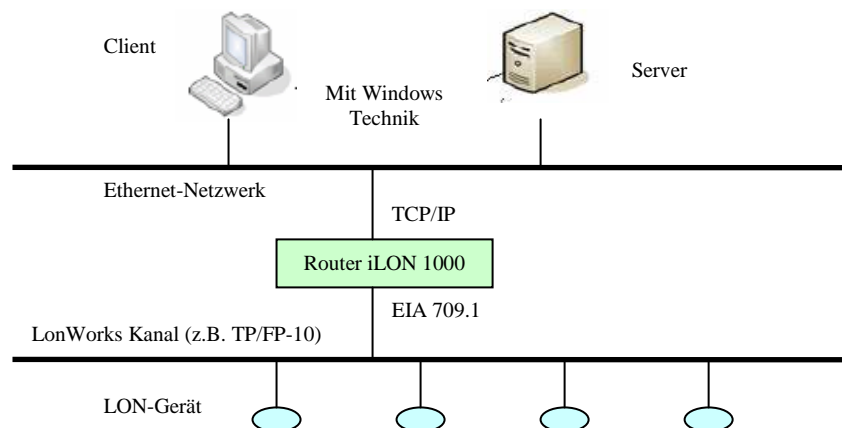 Client
Server
Mit Windows
Technik
Ethernet-Netzwerk
TCP/IP
Router iLON 1000
EIA 709.1
LonWorks Kanal (z.B. TP/FP-10)
LON-Gerät